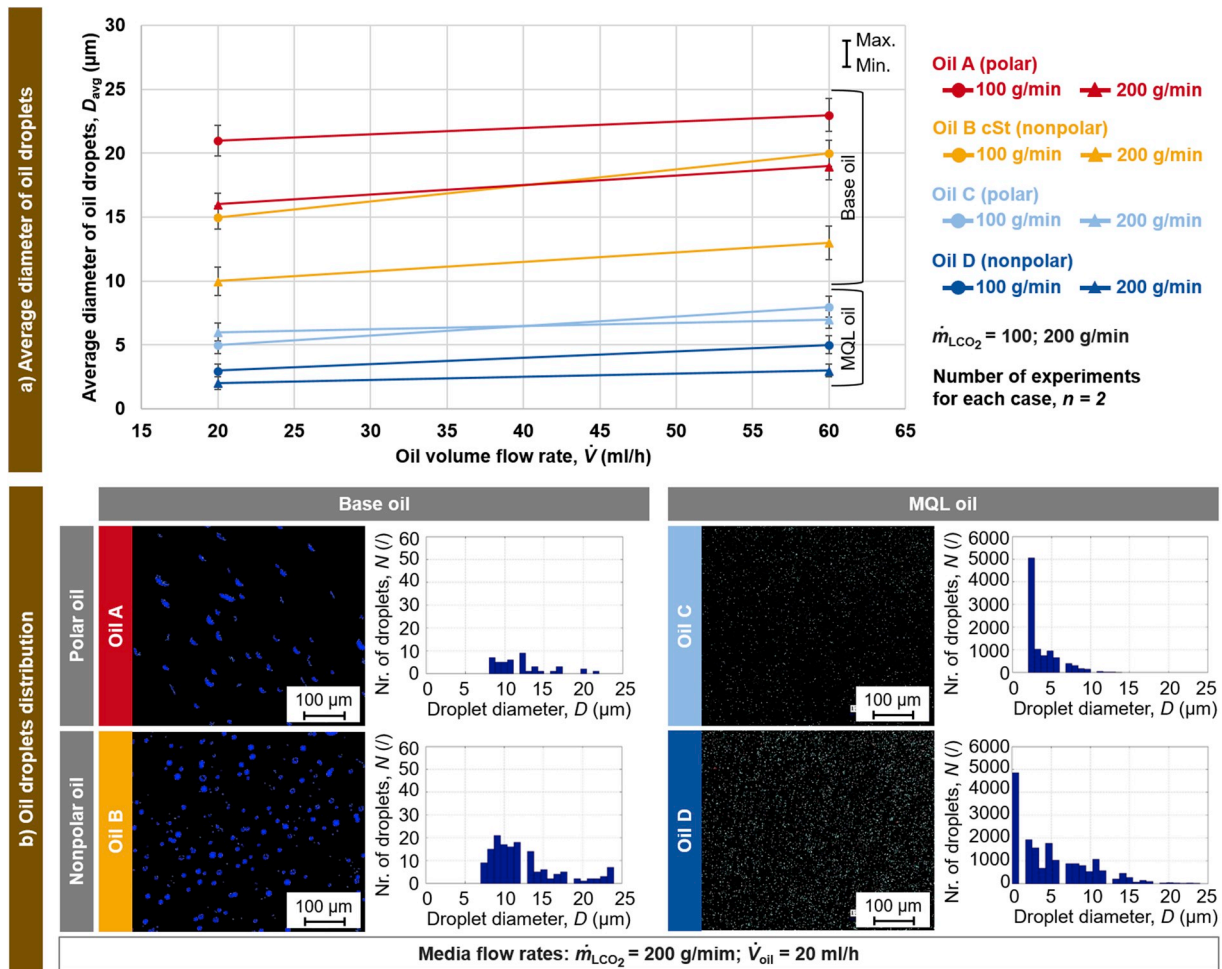 a) Average diameter of oil droplets
Average diameter of oil dropets, D_avg (µm)
30
25
20
15
10
5
0
15 20 25 30 35 40 45 50 55 60 65
Oil volume flow rate, V̇ (ml/h)
Max.
Min.
Base oil
MQL oil
Oil A (polar)
100 g/min 200 g/min
Oil B cSt (nonpolar)
100 g/min 200 g/min
Oil C (polar)
100 g/min 200 g/min
Oil D (nonpolar)
100 g/min 200 g/min
ṁ_LCO₂ = 100; 200 g/min
Number of experiments
for each case, n = 2
b) Oil droplets distribution
Base oil
MQL oil
Polar oil
Oil A
100 µm
Nr. of droplets, N (/)
60
50
40
30
20
10
0
0 5 10 15 20 25
Droplet diameter, D (µm)
Oil C
100 µm
Nr. of droplets, N (/)
6000
5000
4000
3000
2000
1000
0
0 5 10 15 20 25
Droplet diameter, D (µm)
Nonpolar oil
Oil B
100 µm
Nr. of droplets, N (/)
60
50
40
30
20
10
0
0 5 10 15 20 25
Droplet diameter, D (µm)
Oil D
100 µm
Nr. of droplets, N (/)
6000
5000
4000
3000
2000
1000
0
0 5 10 15 20 25
Droplet diameter, D (µm)
Media flow rates: ṁ_LCO₂ = 200 g/mim; V̇_oil = 20 ml/h